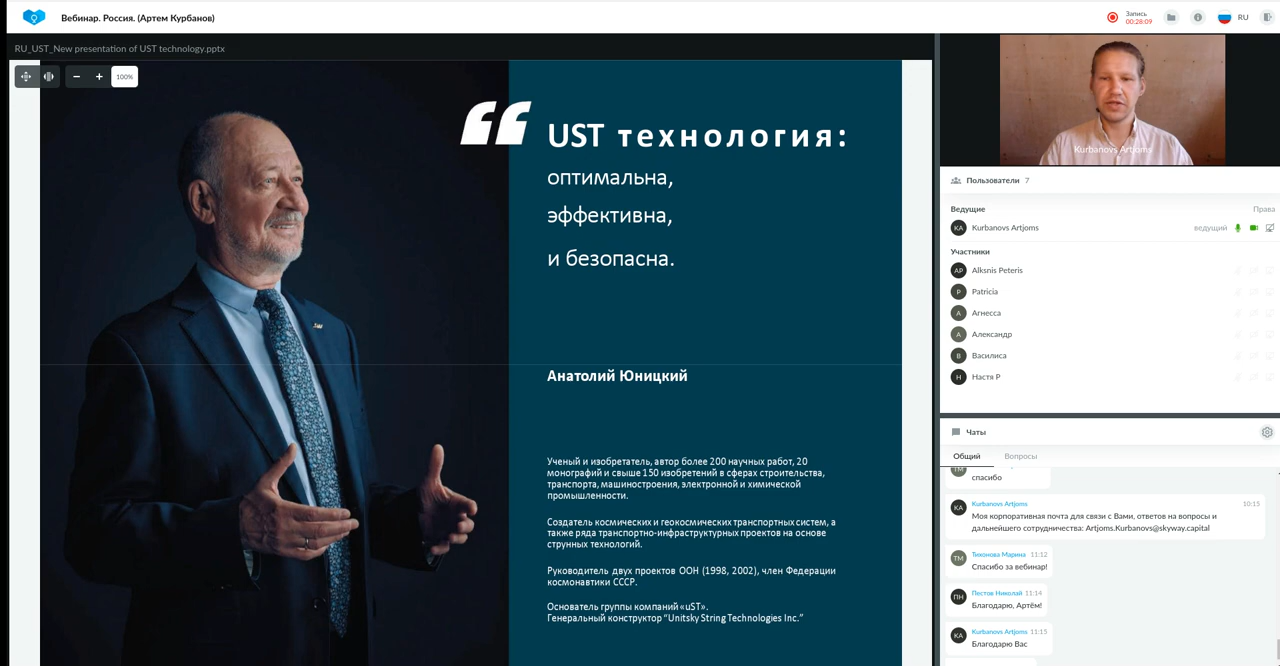 Вебинар. Россия. (Артем Курбанов)
Запись
00:28:09
RU
RU_UST_New presentation of UST technology.pptx
100%
“
UST технология:
оптимальна,
эффективна,
и безопасна.
Анатолий Юницкий
Ученый и изобретатель, автор более 200 научных работ, 20
монографий и свыше 150 изобретений в сферах строительства,
транспорта, машиностроения, электронной и химической
промышленности.
Создатель космических и геокосмических транспортных систем, а
также ряда транспортно-инфраструктурных проектов на основе
струнных технологий.
Руководитель двух проектов ООН (1998, 2002), член Федерации
космонавтики СССР.
Основатель группы компаний «uST».
Генеральный конструктор “Unitsky String Technologies Inc.”
Kurbanovs Artjoms
Пользователи 7
Ведущие Права
KA Kurbanovs Artjoms ведущий
Участники
AP Alksnis Peteris
P Patricia
А Агнесса
А Александр
В Василиса
Н Настя Р
Чаты
Общий Вопросы
ТМ
спасибо
KA Kurbanovs Artjoms 10:15
Моя корпоративная почта для связи с Вами, ответов на вопросы и
дальнейшего сотрудничества: Artjoms.Kurbanovs@skyway.capital
ТМ Тихонова Марина 11:12
Спасибо за вебинар!
ПН Пестов Николай 11:14
Благодарю, Артём!
KA Kurbanovs Artjoms 11:15
Благодарю Вас